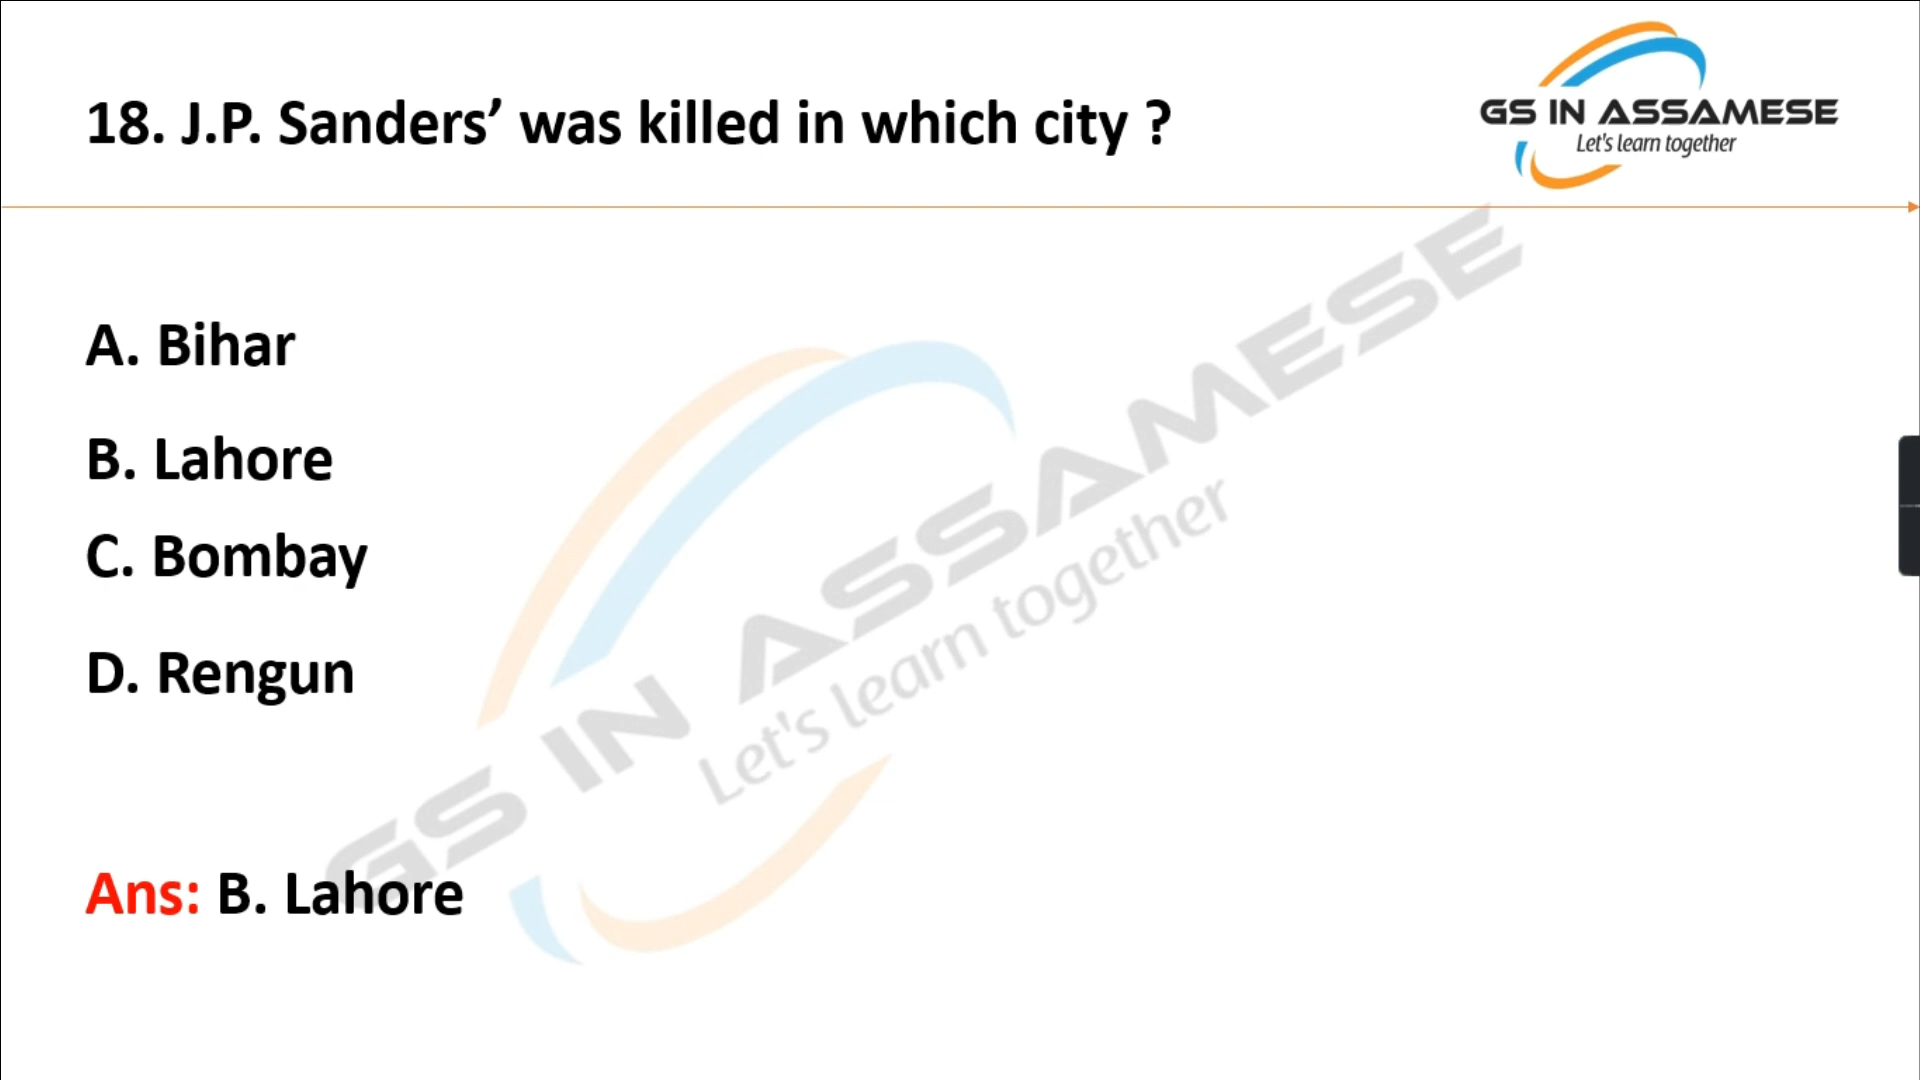 18. J.P. Sanders’ was killed in which city ?
GS IN ASSAMESE
Let's learn together
A. Bihar
B. Lahore
C. Bombay
D. Rengun
GS IN ASSAMESE
Let's learn together
Ans: B. Lahore